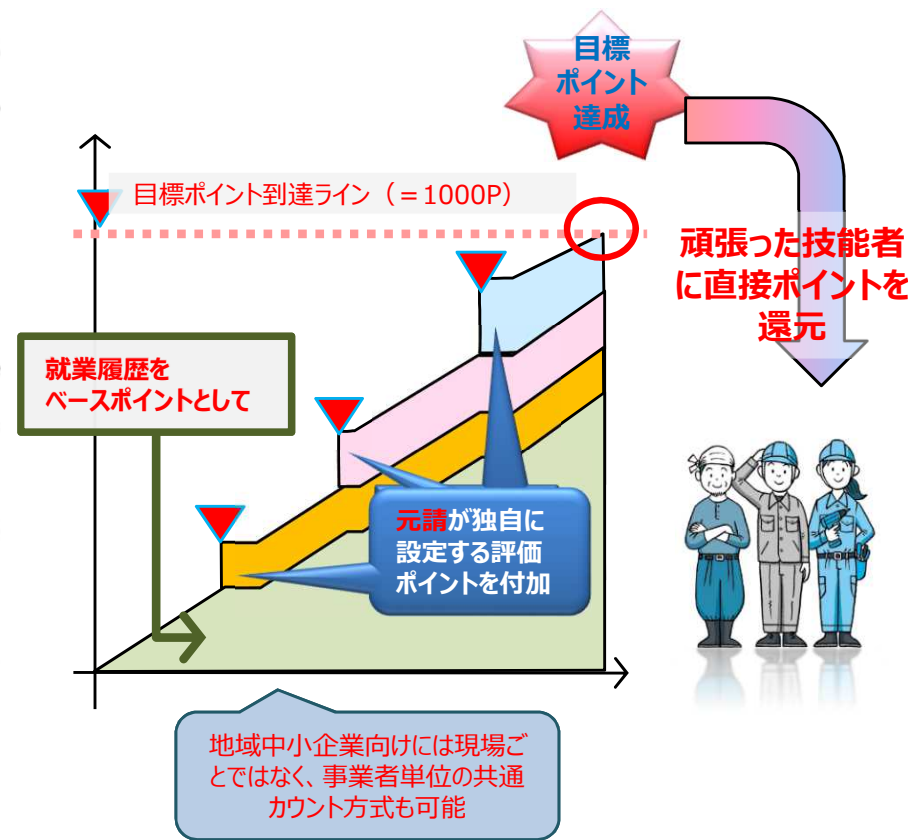 目標
ポイント
達成
目標ポイント到達ライン（＝1000P）
頑張った技能者
に直接ポイントを
還元
就業履歴を
ベースポイントとして
元請が独自に
設定する評価
ポイントを付加
地域中小企業向けには現場ご
とではなく、事業者単位の共通
カウント方式も可能